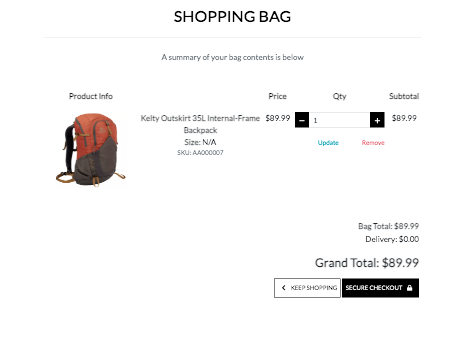 SHOPPING BAG
A summary of your bag contents is below
Product Info Price Qty Subtotal
Kelty Outskirt 35L Internal-Frame
Backpack
Size: N/A
SKU: AA000007
$89.99 − 1 + $89.99
Update Remove
Bag Total: $89.99
Delivery: $0.00
Grand Total: $89.99
KEEP SHOPPING SECURE CHECKOUT